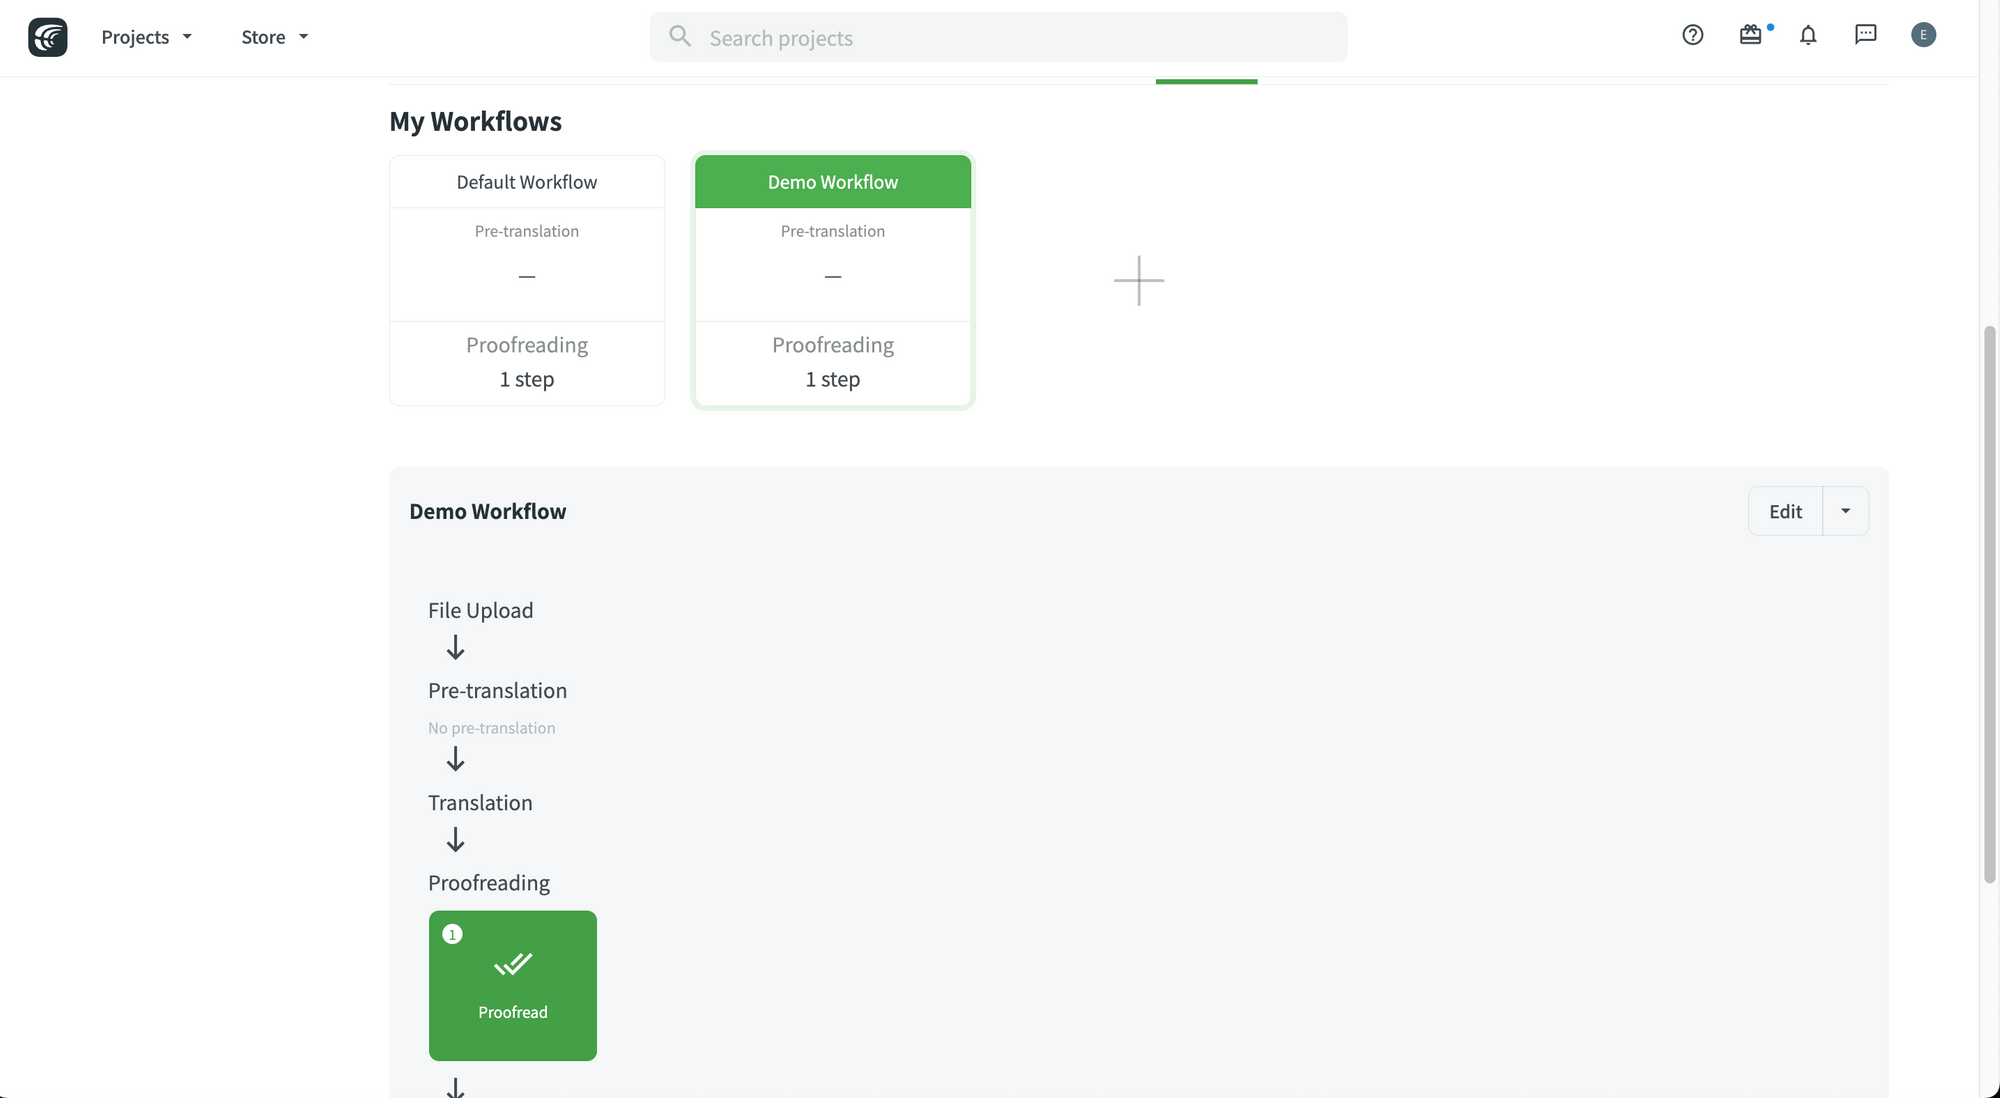 Projects
Store
Search projects
E
My Workflows
Default Workflow
Pre-translation
—
Proofreading
1 step
Demo Workflow
Pre-translation
—
Proofreading
1 step
Demo Workflow
Edit
File Upload
Pre-translation
No pre-translation
Translation
Proofreading
1
Proofread